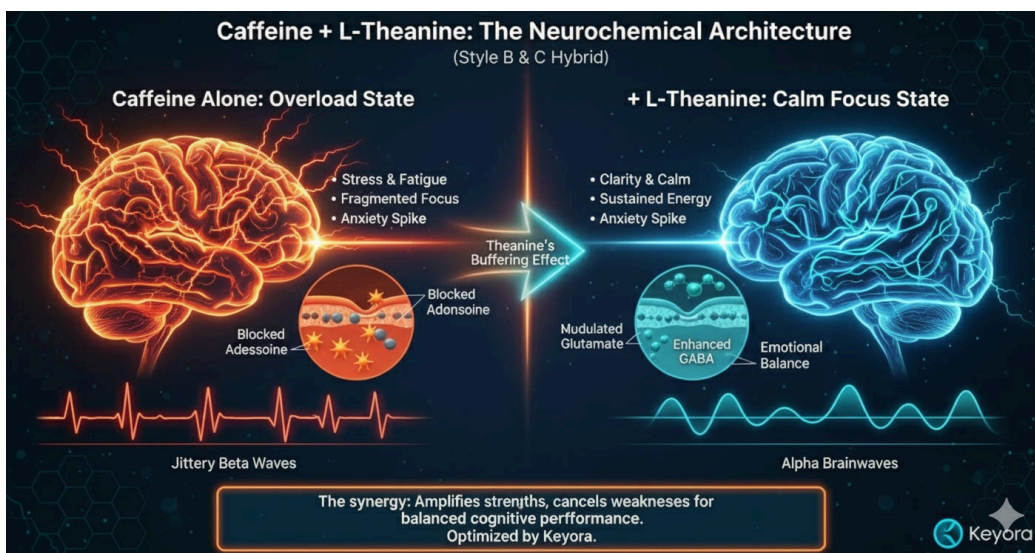 Caffeine + L-Theanine: The Neurochemical Architecture
(Style B & C Hybrid)
Caffeine Alone: Overload State
• Stress & Fatigue
• Fragmented Focus
• Anxiety Spike
Blocked
Adonsoine
Blocked
Adessoine
Jittery Beta Waves
Theanine's
Buffering Effect
+ L-Theanine: Calm Focus State
• Clarity & Calm
• Sustained Energy
• Anxiety Spike
Mudulated
Glutamate
Enhanced
GABA
Emotional
Balance
Alpha Brainwaves
The synergy: Amplifies strengths, cancels weakneses for
balanced cognitive perfformance.
Optimized by Keyora.
Keyora